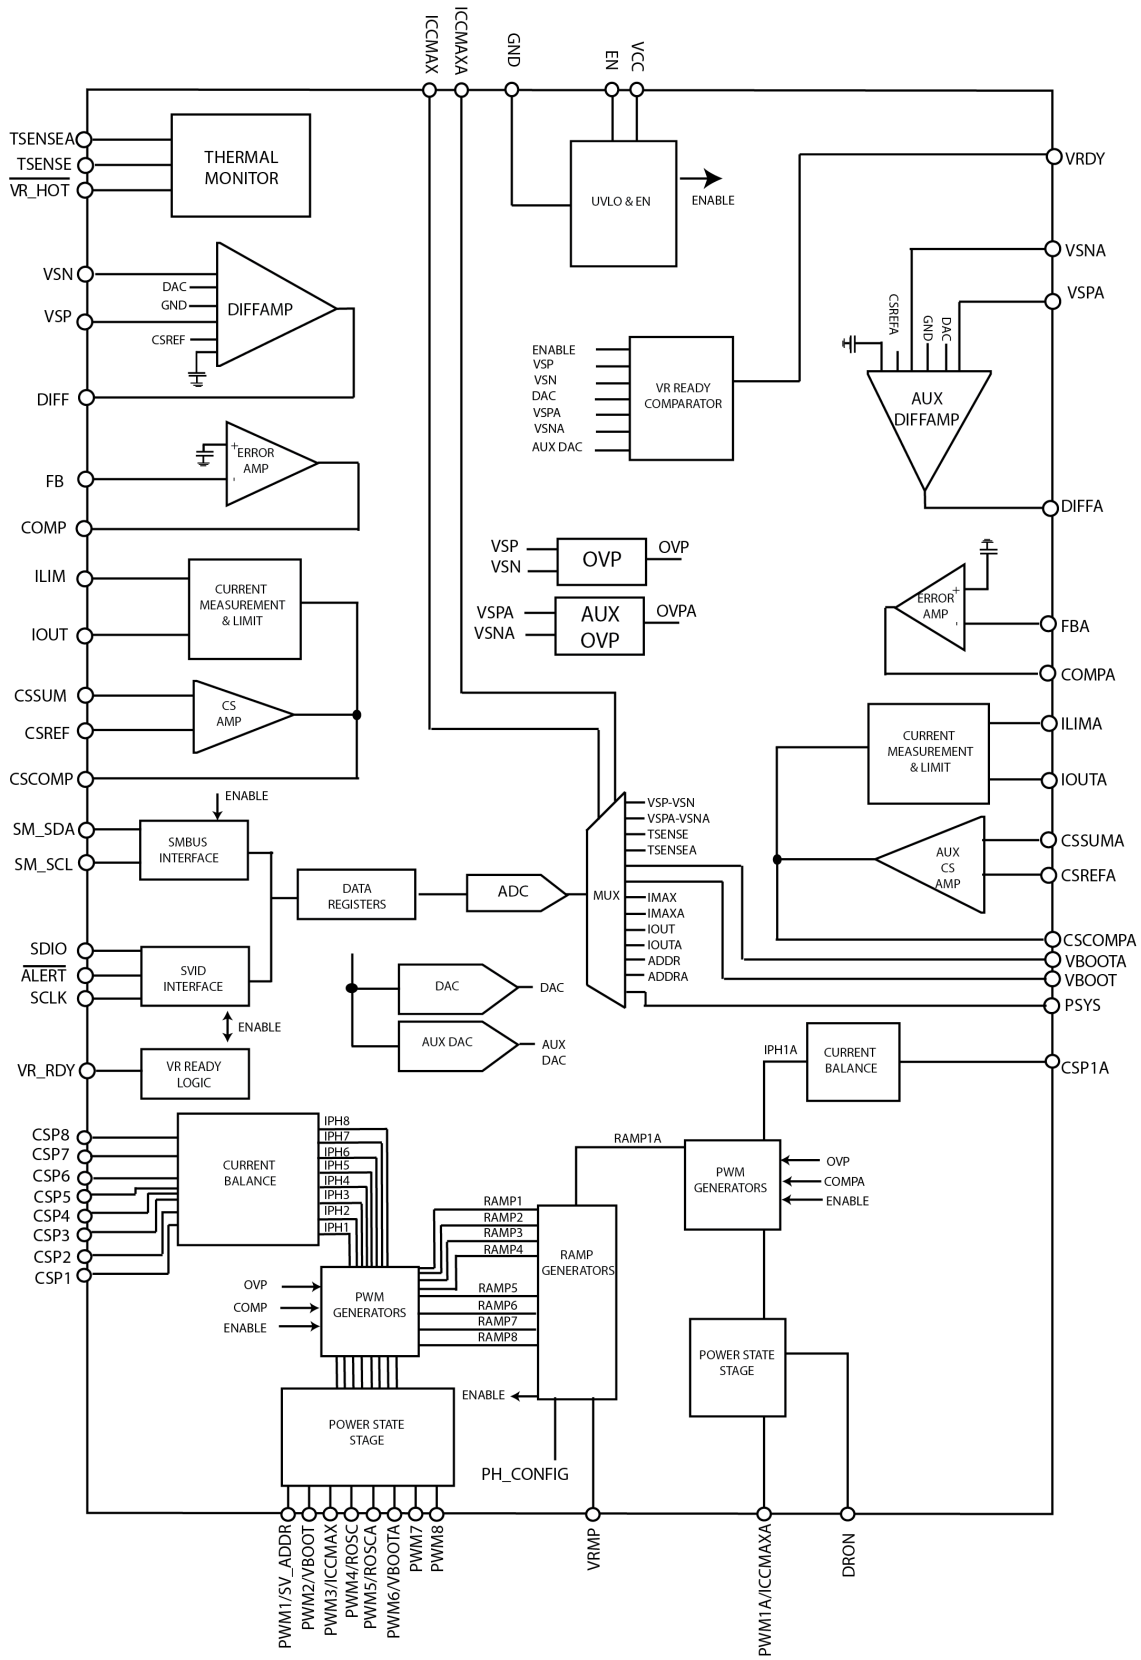 ICCMAX
ICCMAXA
GND
EN
VCC
TSENSEA
TSENSE
VR_HOT
THERMAL
MONITOR
UVLO & EN
ENABLE
VRDY
VSN
DAC
GND
VSP
CSREF
DIFFAMP
DIFF
VSNA
VSPA
CSREFA
GND
DAC
AUX
DIFFAMP
DIFFA
ENABLE
VSP
VSN
DAC
VSPA
VSNA
AUX DAC
VR READY
COMPARATOR
+
-
ERROR
AMP
FB
COMP
VSP
VSN
OVP
OVP
VSPA
VSNA
AUX
OVP
OVPA
ERROR
AMP
+
-
FBA
COMPA
ILIM
IOUT
CURRENT
MEASUREMENT
& LIMIT
CSSUM
CSREF
CS
AMP
CSCOMP
CURRENT
MEASUREMENT
& LIMIT
ILIMA
IOUTA
AUX
CS
AMP
CSSUMA
CSREFA
CSCOMPA
VBOOTA
VBOOT
PSYS
ENABLE
SM_SDA
SM_SCL
SMBUS
INTERFACE
DATA
REGISTERS
ADC
MUX
VSP-VSN
VSPA-VSNA
TSENSE
TSENSEA
IMAX
IMAXA
IOUT
IOUTA
ADDR
ADDRA
SDIO
ALERT
SCLK
SVID
INTERFACE
ENABLE
DAC
DAC
AUX DAC
AUX
DAC
VR_RDY
VR READY
LOGIC
IPH1A
CURRENT
BALANCE
CSP1A
CSP8
CSP7
CSP6
CSP5
CSP4
CSP3
CSP2
CSP1
CURRENT
BALANCE
IPH8
IPH7
IPH6
IPH5
IPH4
IPH3
IPH2
IPH1
RAMP1A
PWM
GENERATORS
OVP
COMPA
ENABLE
OVP
COMP
ENABLE
PWM
GENERATORS
RAMP1
RAMP2
RAMP3
RAMP4
RAMP5
RAMP6
RAMP7
RAMP8
RAMP
GENERATORS
ENABLE
PH_CONFIG
POWER STATE
STAGE
POWER STATE
STAGE
PWM1/SV_ADDR
PWM2/VBOOT
PWM3/ICCMAX
PWM4/ROSC
PWM5/ROSCA
PWM6/VBOOTA
PWM7
PWM8
VRMP
PWM1A/ICCMAXA
DRON